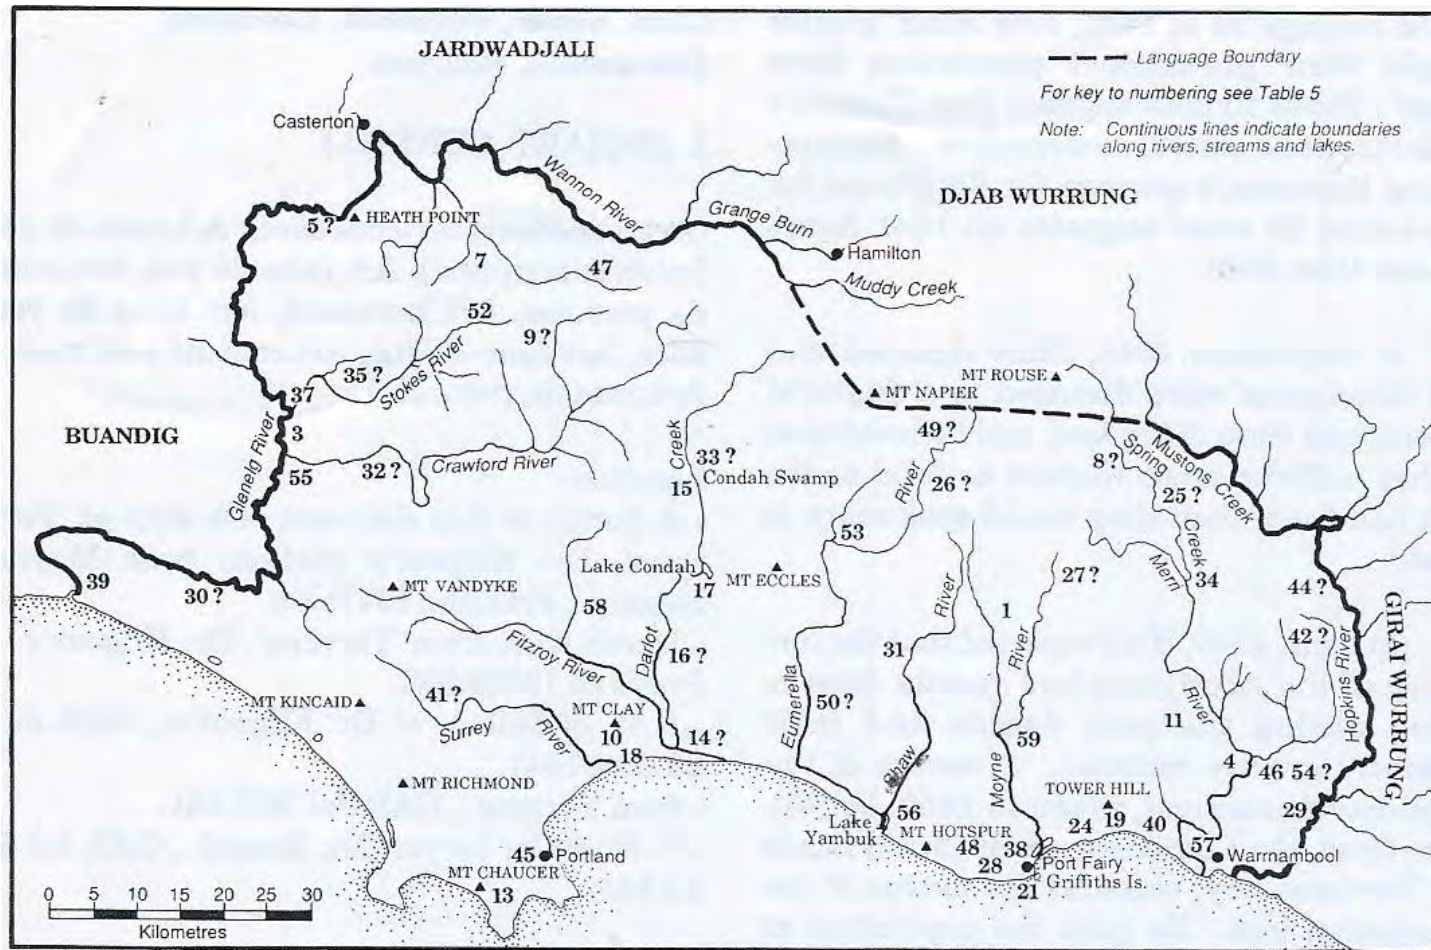 JARDWADJALI
Language Boundary
For key to numbering see Table 5
Note: Continuous lines indicate boundaries
along rivers, streams and lakes.
Casterton
Wannon River
DJAB WURRUNG
5 ?
HEATH POINT
Grange Burn
Hamilton
7
47
Muddy Creek
52
9 ?
35 ?
Stokes River
MT ROUSE
37
MT NAPIER
BUANDIG
Glenelg River
3
49 ?
Mustons Creek
55
32 ?
Crawford River
Creek
33 ?
8 ?
Spring
Condah Swamp
15
26 ?
River
25 ?
53
Creek
Lake Condah
MT ECCLES
27 ?
Merri
34
39
30 ?
MT VANDYKE
17
River
44 ?
58
1
GIRAI WURRUNG
Fitzroy River
Darlot
16 ?
31
River
42 ?
Hopkins River
MT KINCAID
41 ?
Surrey
River
MT CLAY
10
14 ?
Eumerella
50 ?
59
11
River
18
Shaw
Moyne
4
46
54 ?
MT RICHMOND
TOWER HILL
29
56
Lake
Yambuk
MT HOTSPUR
48
38
24
19
40
57
45
Portland
28
Port Fairy
Warrnambool
MT CHAUCER
13
21
Griffiths Is.
0 5 10 15 20 25 30
Kilometres